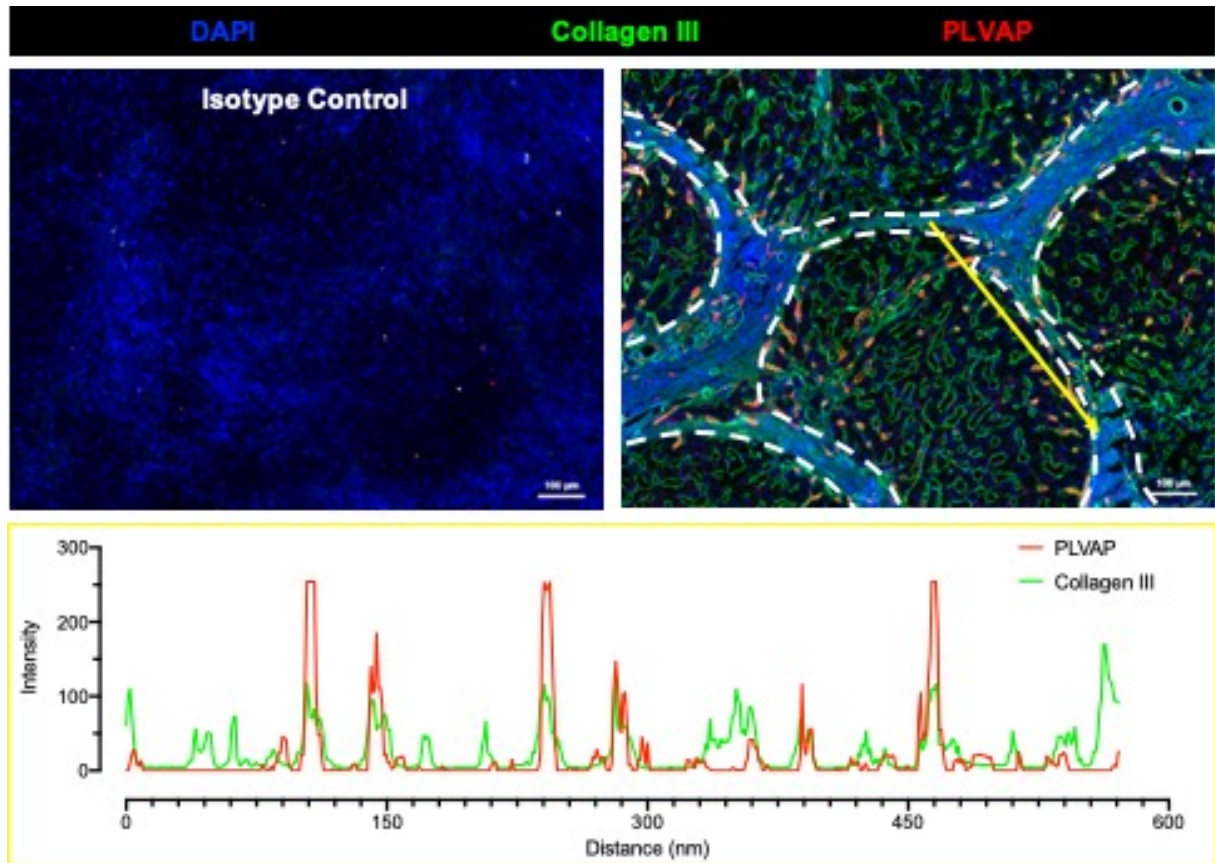 DAPI Collagen III PLVAP
Isotype Control
100 µm 100 µm
300
200
100
0
Intensity
PLVAP
Collagen III
0 150 300 450 600
Distance (nm)